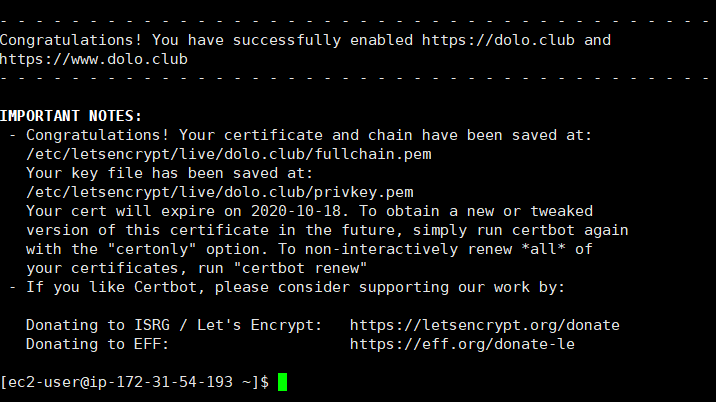 - - - - - - - - - - - - - - - - - - - - - - - - - - - - - - - - - - - - - - - -
Congratulations! You have successfully enabled https://dolo.club and
https://www.dolo.club
- - - - - - - - - - - - - - - - - - - - - - - - - - - - - - - - - - - - - - - -
IMPORTANT NOTES:
- Congratulations! Your certificate and chain have been saved at:
/etc/letsencrypt/live/dolo.club/fullchain.pem
Your key file has been saved at:
/etc/letsencrypt/live/dolo.club/privkey.pem
Your cert will expire on 2020-10-18. To obtain a new or tweaked
version of this certificate in the future, simply run certbot again
with the "certonly" option. To non-interactively renew *all* of
your certificates, run "certbot renew"
- If you like Certbot, please consider supporting our work by:
Donating to ISRG / Let's Encrypt:   https://letsencrypt.org/donate
Donating to EFF:                    https://eff.org/donate-le
[ec2-user@ip-172-31-54-193 ~]$